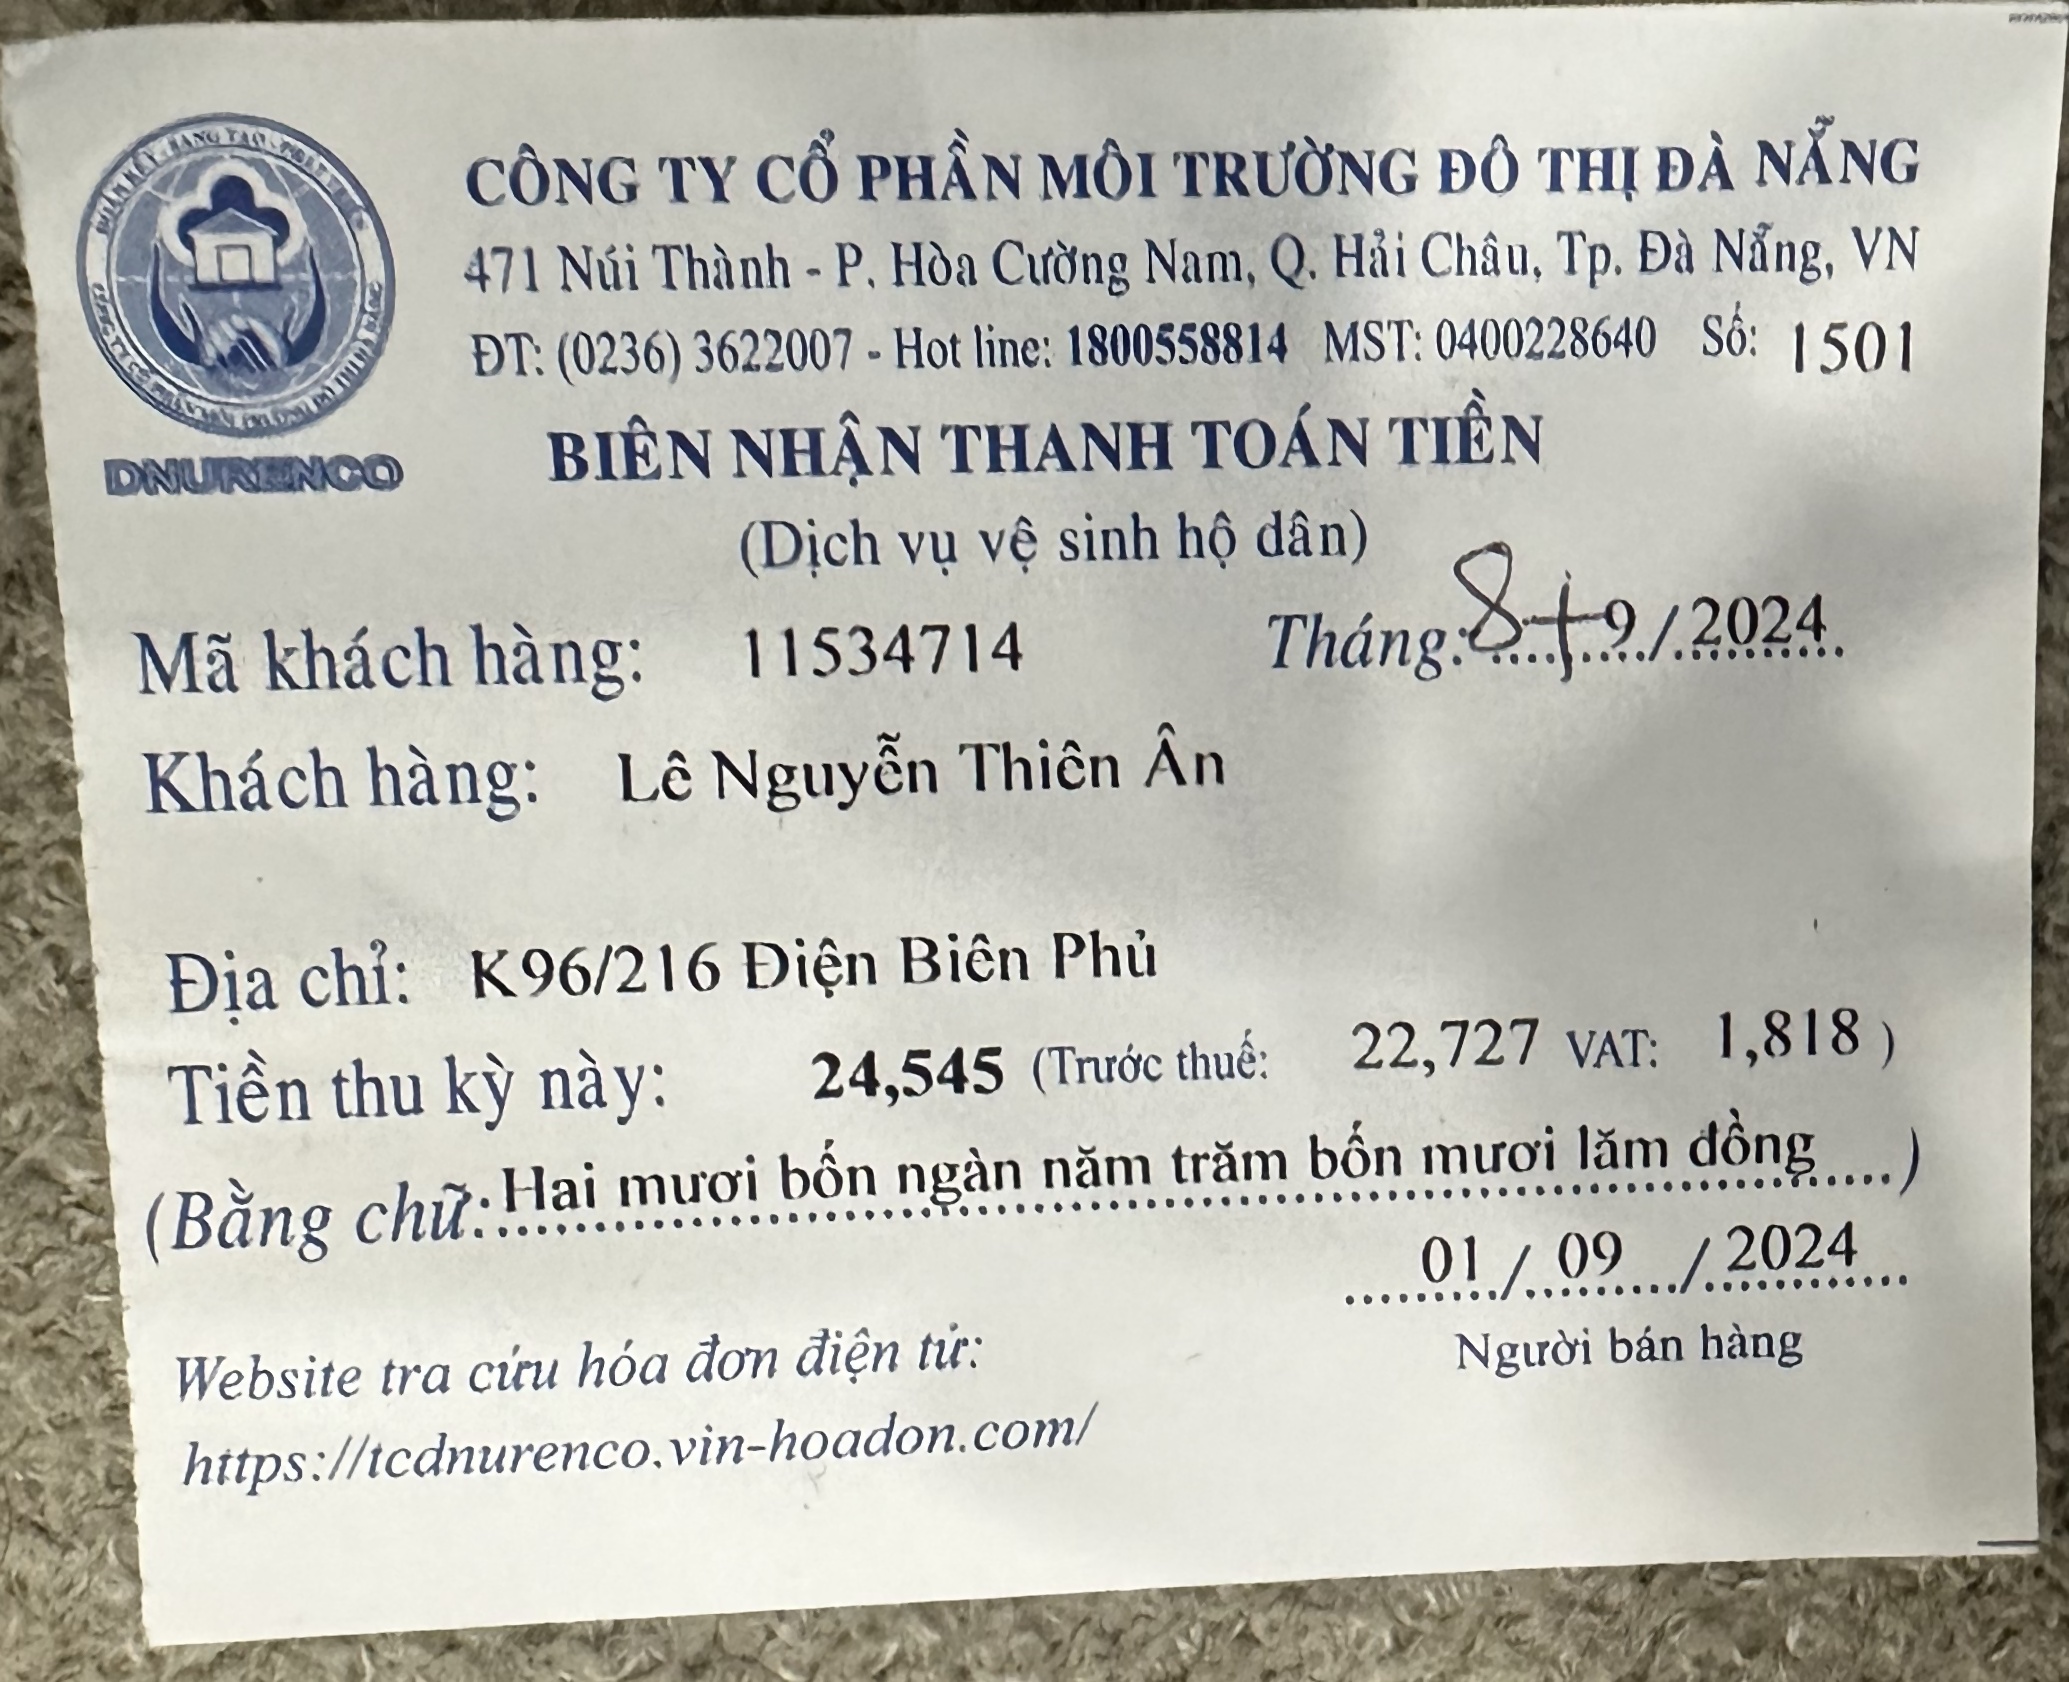 CÔNG TY CỔ PHẦN MÔI TRƯỜNG ĐÔ THỊ ĐÀ NẴNG
471 Núi Thành - P. Hòa Cường Nam, Q. Hải Châu, Tp. Đà Nẵng, VN
ĐT: (0236) 3622007 - Hot line: 1800558814 MST: 0400228640 Số: 1501
DNURENCO
BIÊN NHẬN THANH TOÁN TIỀN
(Dịch vụ vệ sinh hộ dân)
Mã khách hàng: 11534714 Tháng: 8+9/2024
Khách hàng: Lê Nguyễn Thiên Ân
Địa chỉ: K96/216 Điện Biên Phủ
Tiền thu kỳ này: 24,545 (Trước thuế: 22,727 VAT: 1,818 )
(Bằng chữ: Hai mươi bốn ngàn năm trăm bốn mươi lăm đồng)
01/ 09 /2024
Người bán hàng
Website tra cứu hóa đơn điện tử:
https://tcdnurenco.vin-hoadon.com/